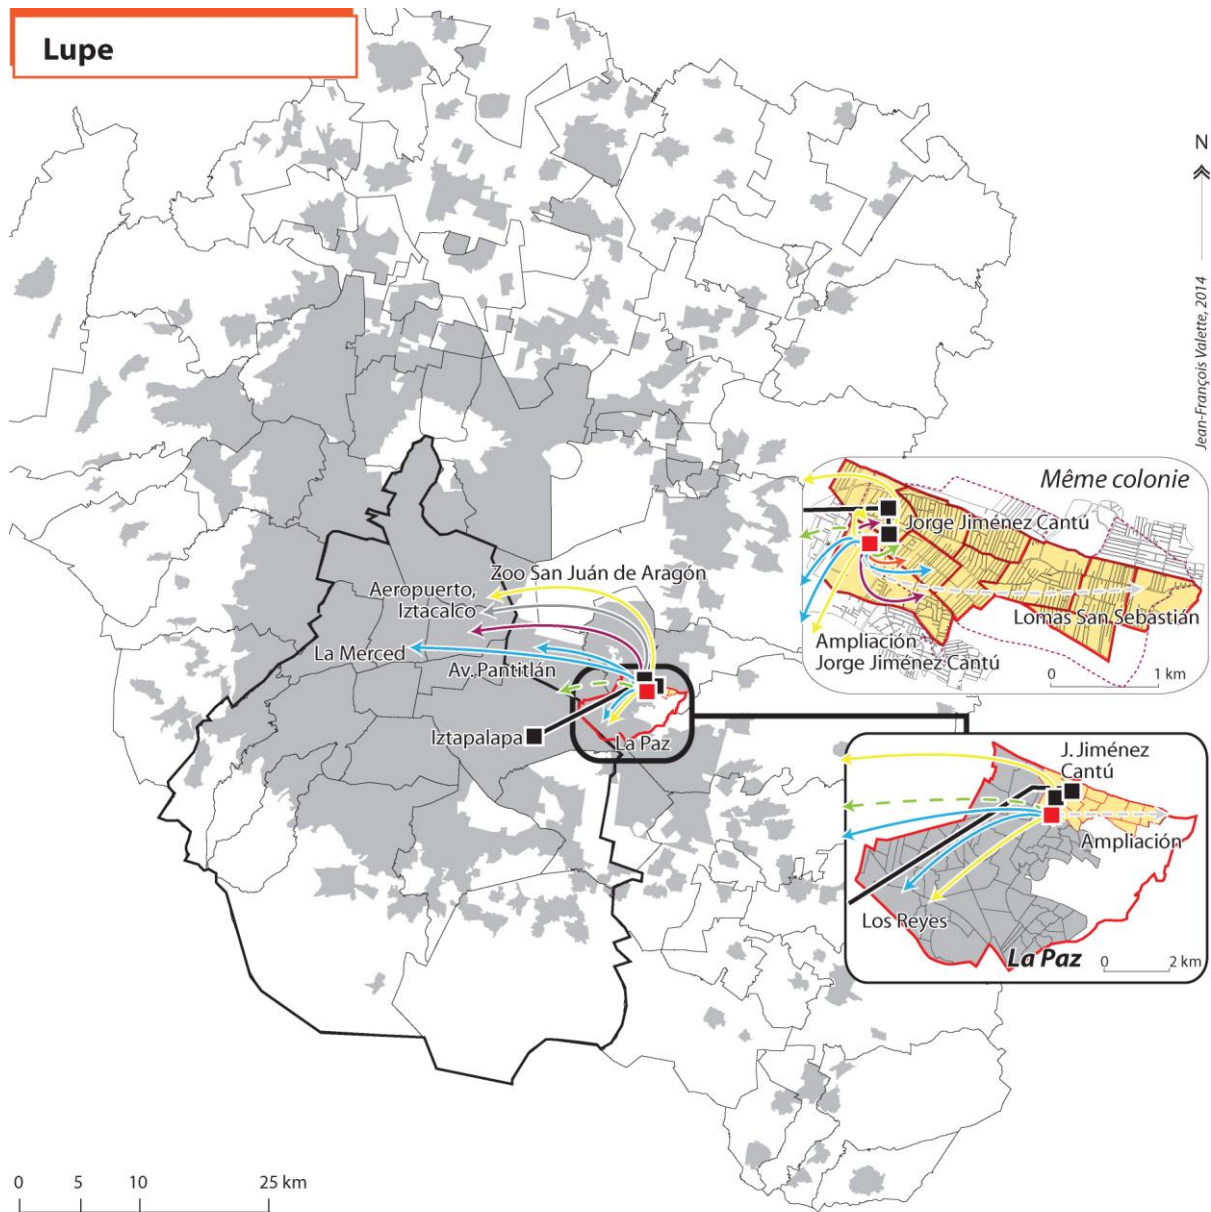 Lupe
N
Jean-François Valette, 2014
Même colonie
Jorge Jiménez Cantú
Lomas San Sebastián
Ampliación
Jorge Jiménez Cantú
0 1 km
Zoo San Juán de Aragón
Aeropuerto,
Iztacalco
La Merced
Av. Pantitlán
Iztapalapa
La Paz
J. Jiménez
Cantú
Ampliación
Los Reyes
La Paz
0 2 km
0 5 10 25 km